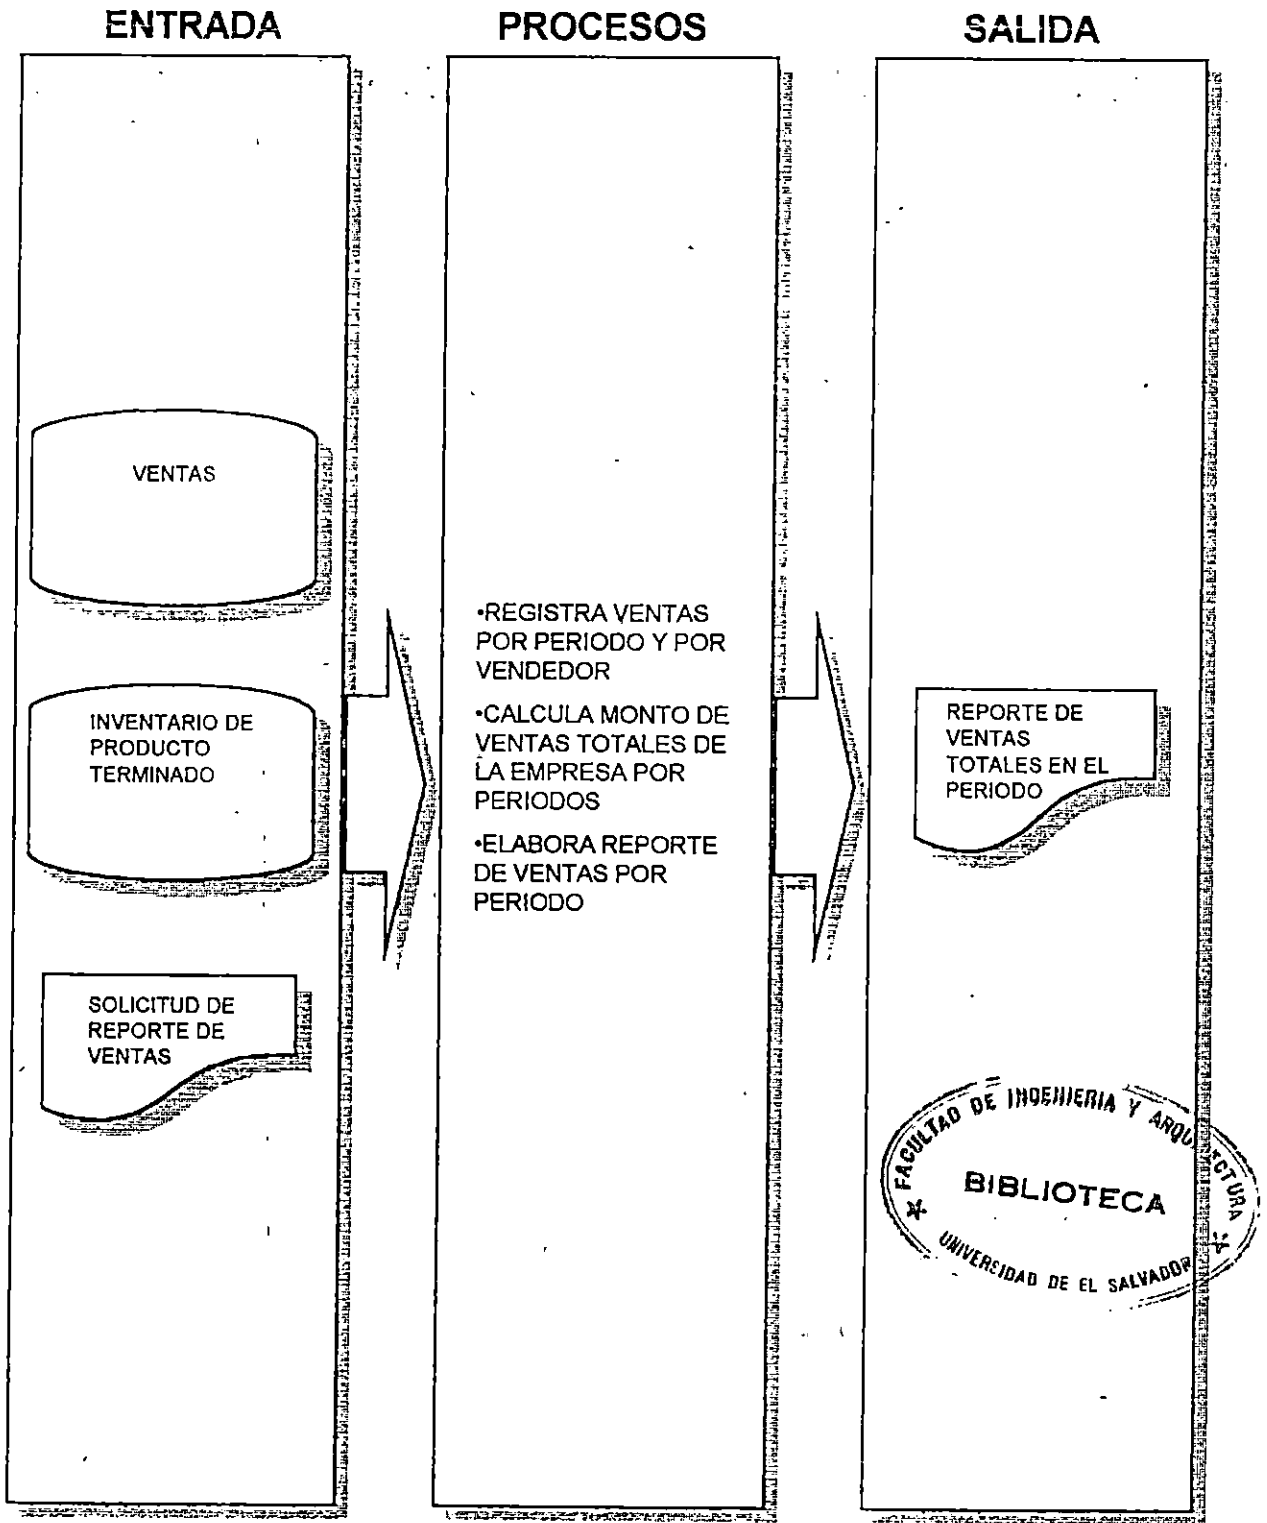 ENTRADA
PROCESOS
SALIDA
VENTAS
INVENTARIO DE
PRODUCTO
TERMINADO
SOLICITUD DE
REPORTE DE
VENTAS
•REGISTRA VENTAS
POR PERIODO Y POR
VENDEDOR
•CALCULA MONTO DE
VENTAS TOTALES DE
LA EMPRESA POR
PERIODOS
•ELABORA REPORTE
DE VENTAS POR
PERIODO
REPORTE DE
VENTAS
TOTALES EN EL
PERIODO
FACULTAD DE INGENIERIA Y
BIBLIOTECA
UNIVERSIDAD DE EL SALVADOR